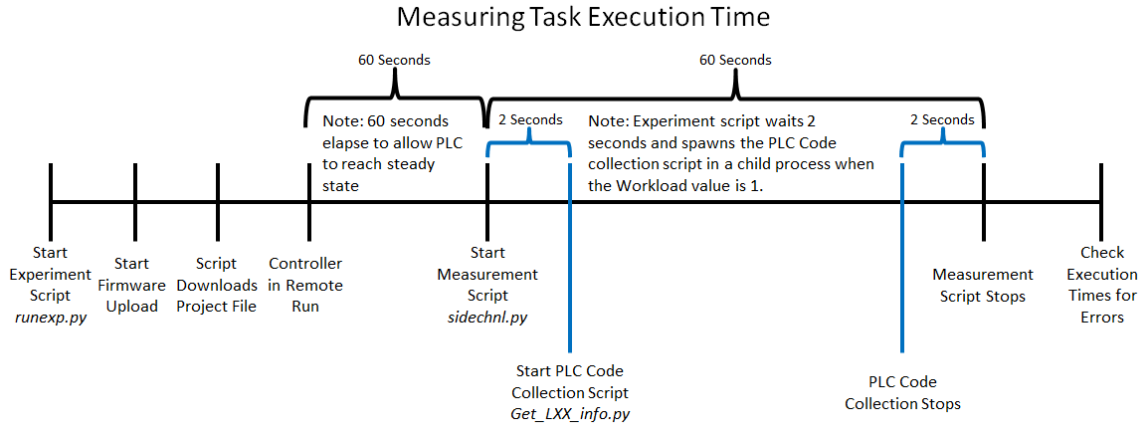 Measuring Task Execution Time
60 Seconds
60 Seconds
2 Seconds
2 Seconds
Note: 60 seconds
elapse to allow PLC
to reach steady
state
Note: Experiment script waits 2
seconds and spawns the PLC Code
collection script in a child process when
the Workload value is 1.
Start
Experiment
Script
runexp.py
Start
Firmware
Upload
Script
Downloads
Project File
Controller
in Remote
Run
Start
Measurement
Script
sidechnl.py
Measurement
Script Stops
Check
Execution
Times for
Errors
Start PLC Code
Collection Script
Get_LXX_info.py
PLC Code
Collection Stops